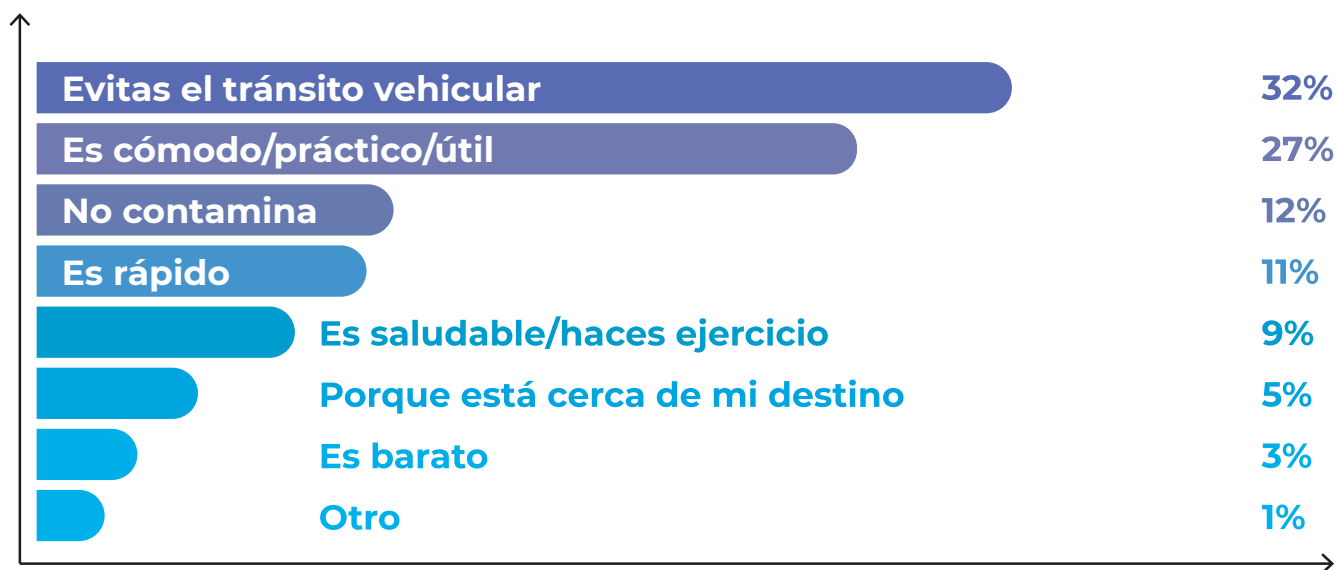 Evitas el tránsito vehicular 32%
Es cómodo/práctico/útil 27%
No contamina 12%
Es rápido 11%
Es saludable/haces ejercicio 9%
Porque está cerca de mi destino 5%
Es barato 3%
Otro 1%